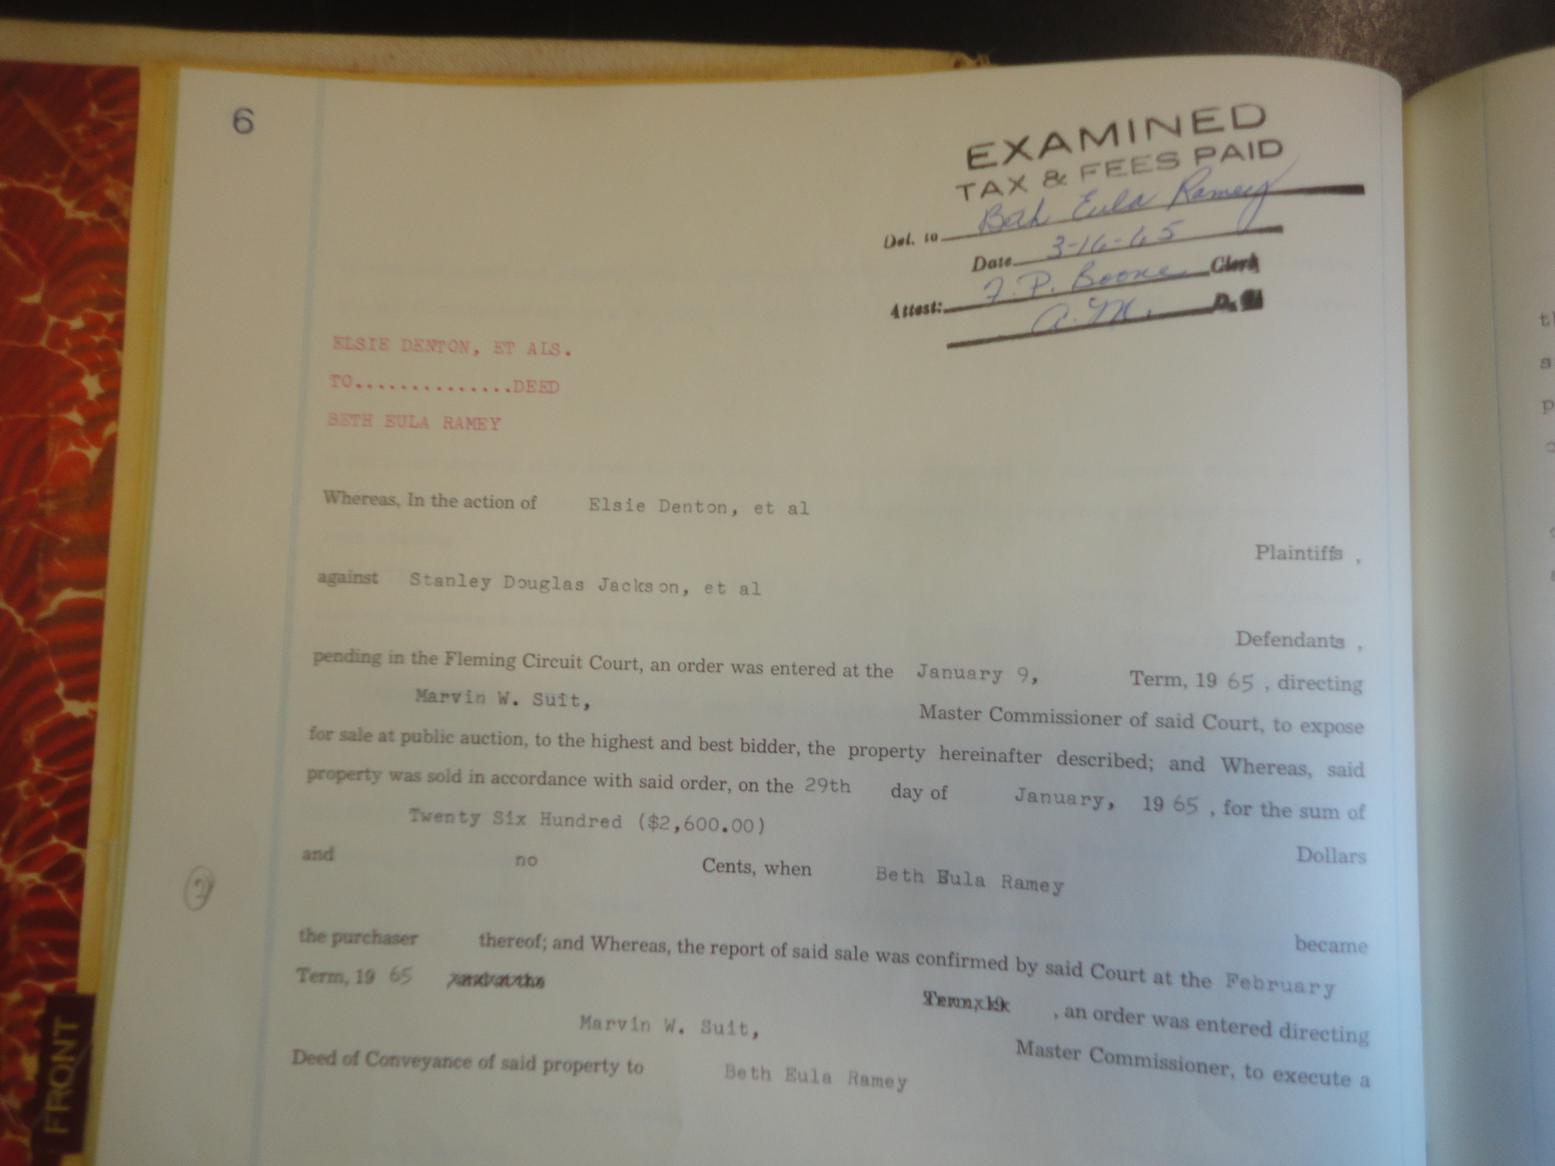 6
EXAMINED
TAX & FEES PAID
Del. to Beth Eula Ramey
Date 3-16-65
Attest: F. P. Boone Clerk
A. M. D. C.
ELSIE DENTON, ET ALS.
TO..............DEED
BETH EULA RAMEY
Whereas, In the action of Elsie Denton, et al
Plaintiffs ,
against Stanley Douglas Jackson, et al
Defendants ,
pending in the Fleming Circuit Court, an order was entered at the January 9, Term, 19 65 , directing
Marvin W. Suit, Master Commissioner of said Court, to expose
for sale at public auction, to the highest and best bidder, the property hereinafter described; and Whereas, said
property was sold in accordance with said order, on the 29th day of January, 19 65 , for the sum of
Twenty Six Hundred ($2,600.00) Dollars
and no Cents, when Beth Eula Ramey
became
the purchaser thereof; and Whereas, the report of said sale was confirmed by said Court at the February
Term, 19 65 , an order was entered directing
Marvin W. Suit, Master Commissioner, to execute a
Deed of Conveyance of said property to Beth Eula Ramey
FRONT